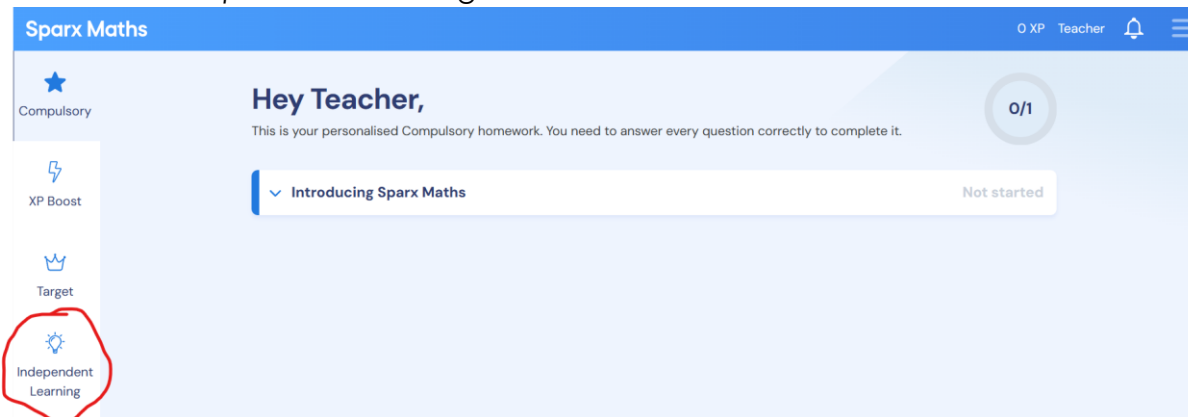 Sparx Maths
0 XP Teacher
Compulsory
Hey Teacher,
0/1
This is your personalised Compulsory homework. You need to answer every question correctly to complete it.
XP Boost
Introducing Sparx Maths
Not started
Target
Independent
Learning